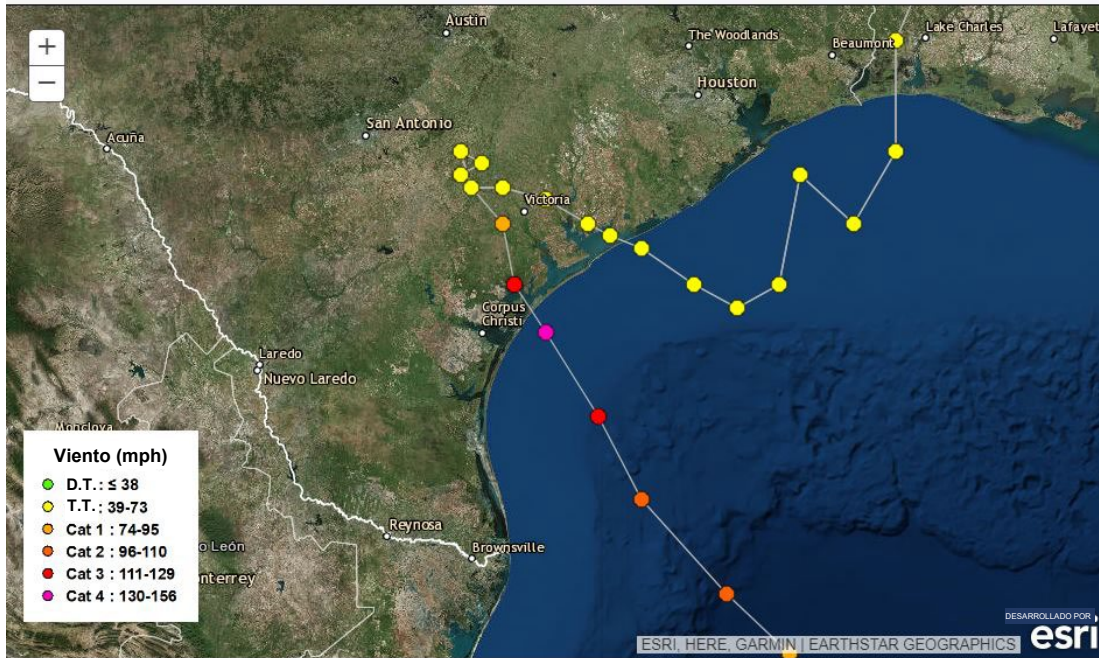 +
−
Austin
The Woodlands
Beaumont
Lake Charles
Lafayet
Houston
San Antonio
Acuña
Victoria
Corpus
Christi
Laredo
Nuevo Laredo
Monclova
Viento (mph)
D.T. : ≤ 38
T.T. : 39-73
Cat 1 : 74-95
Cat 2 : 96-110
Cat 3 : 111-129
Cat 4 : 130-156
Reynosa
Brownsville
o León
onterrey
DESARROLLADO POR
esri
ESRI, HERE, GARMIN | EARTHSTAR GEOGRAPHICS